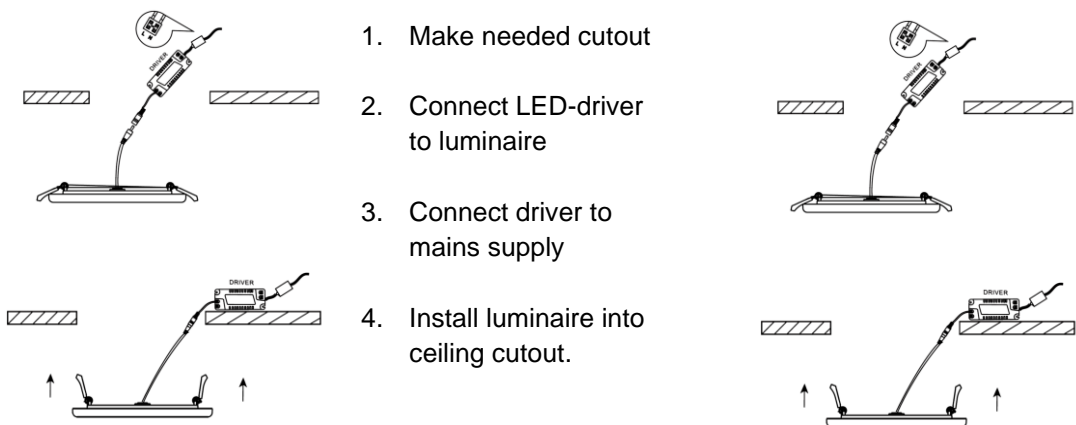 DRIVER
1. Make needed cutout
2. Connect LED-driver
to luminaire
3. Connect driver to
mains supply
DRIVER
4. Install luminaire into
ceiling cutout.
DRIVER
DRIVER